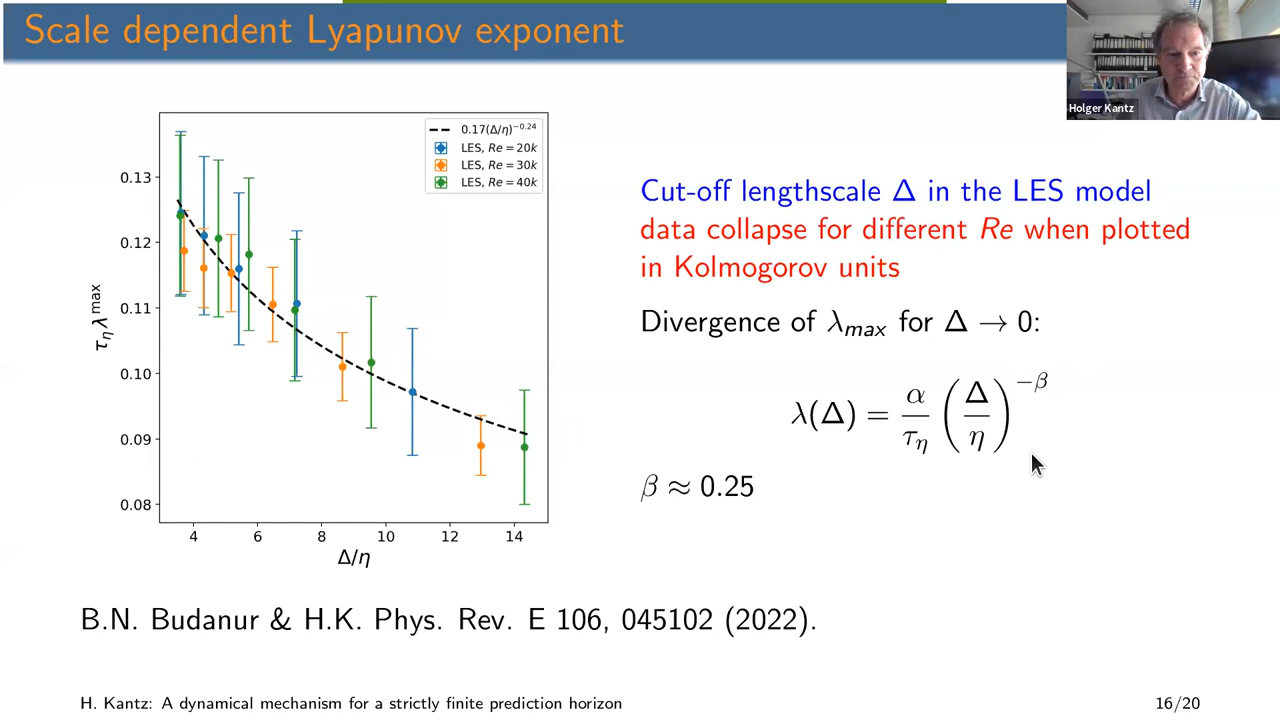 Scale dependent Lyapunov exponent
Holger Kantz
0.17(Δ/η)^{−0.24}
LES, Re = 20k
LES, Re = 30k
LES, Re = 40k
0.13
0.12
0.11
0.10
0.09
0.08
τ_η λ^{max}
4 6 8 10 12 14
Δ/η
Cut-off lengthscale Δ in the LES model
data collapse for different Re when plotted
in Kolmogorov units
Divergence of λ_{max} for Δ → 0:
λ(Δ) = α/τ_η (Δ/η)^{−β}
β ≈ 0.25
B.N. Budanur & H.K. Phys. Rev. E 106, 045102 (2022).
H. Kantz: A dynamical mechanism for a strictly finite prediction horizon
16/20